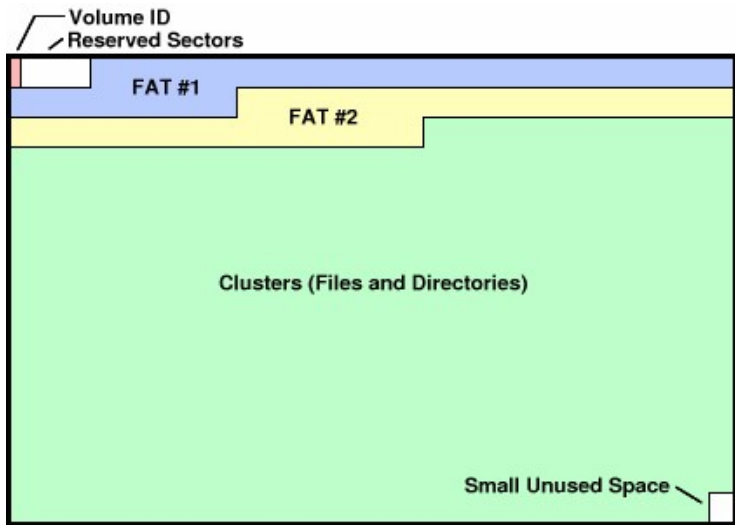 Volume ID
Reserved Sectors
FAT #1
FAT #2
Clusters (Files and Directories)
Small Unused Space